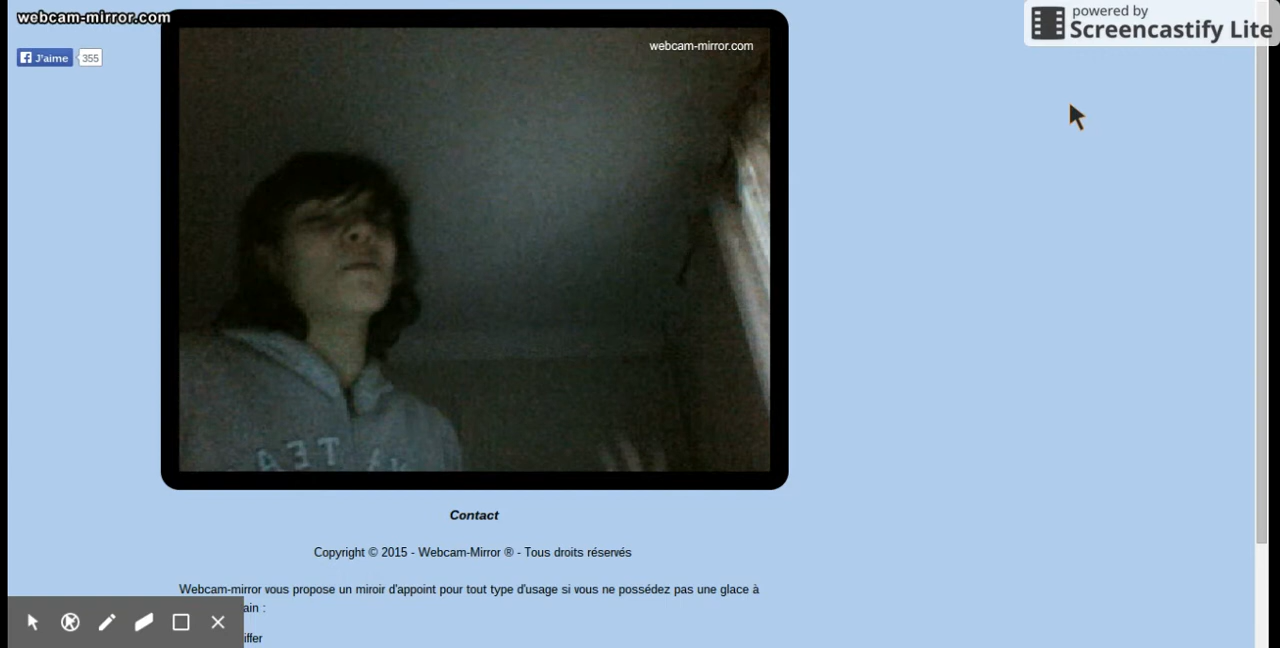 webcam-mirror.com
powered by
Screencastify Lite
webcam-mirror.com
J'aime 355
Contact
Copyright © 2015 - Webcam-Mirror ® - Tous droits réservés
Webcam-mirror vous propose un miroir d'appoint pour tout type d'usage si vous ne possédez pas une glace à
ain :
iffer